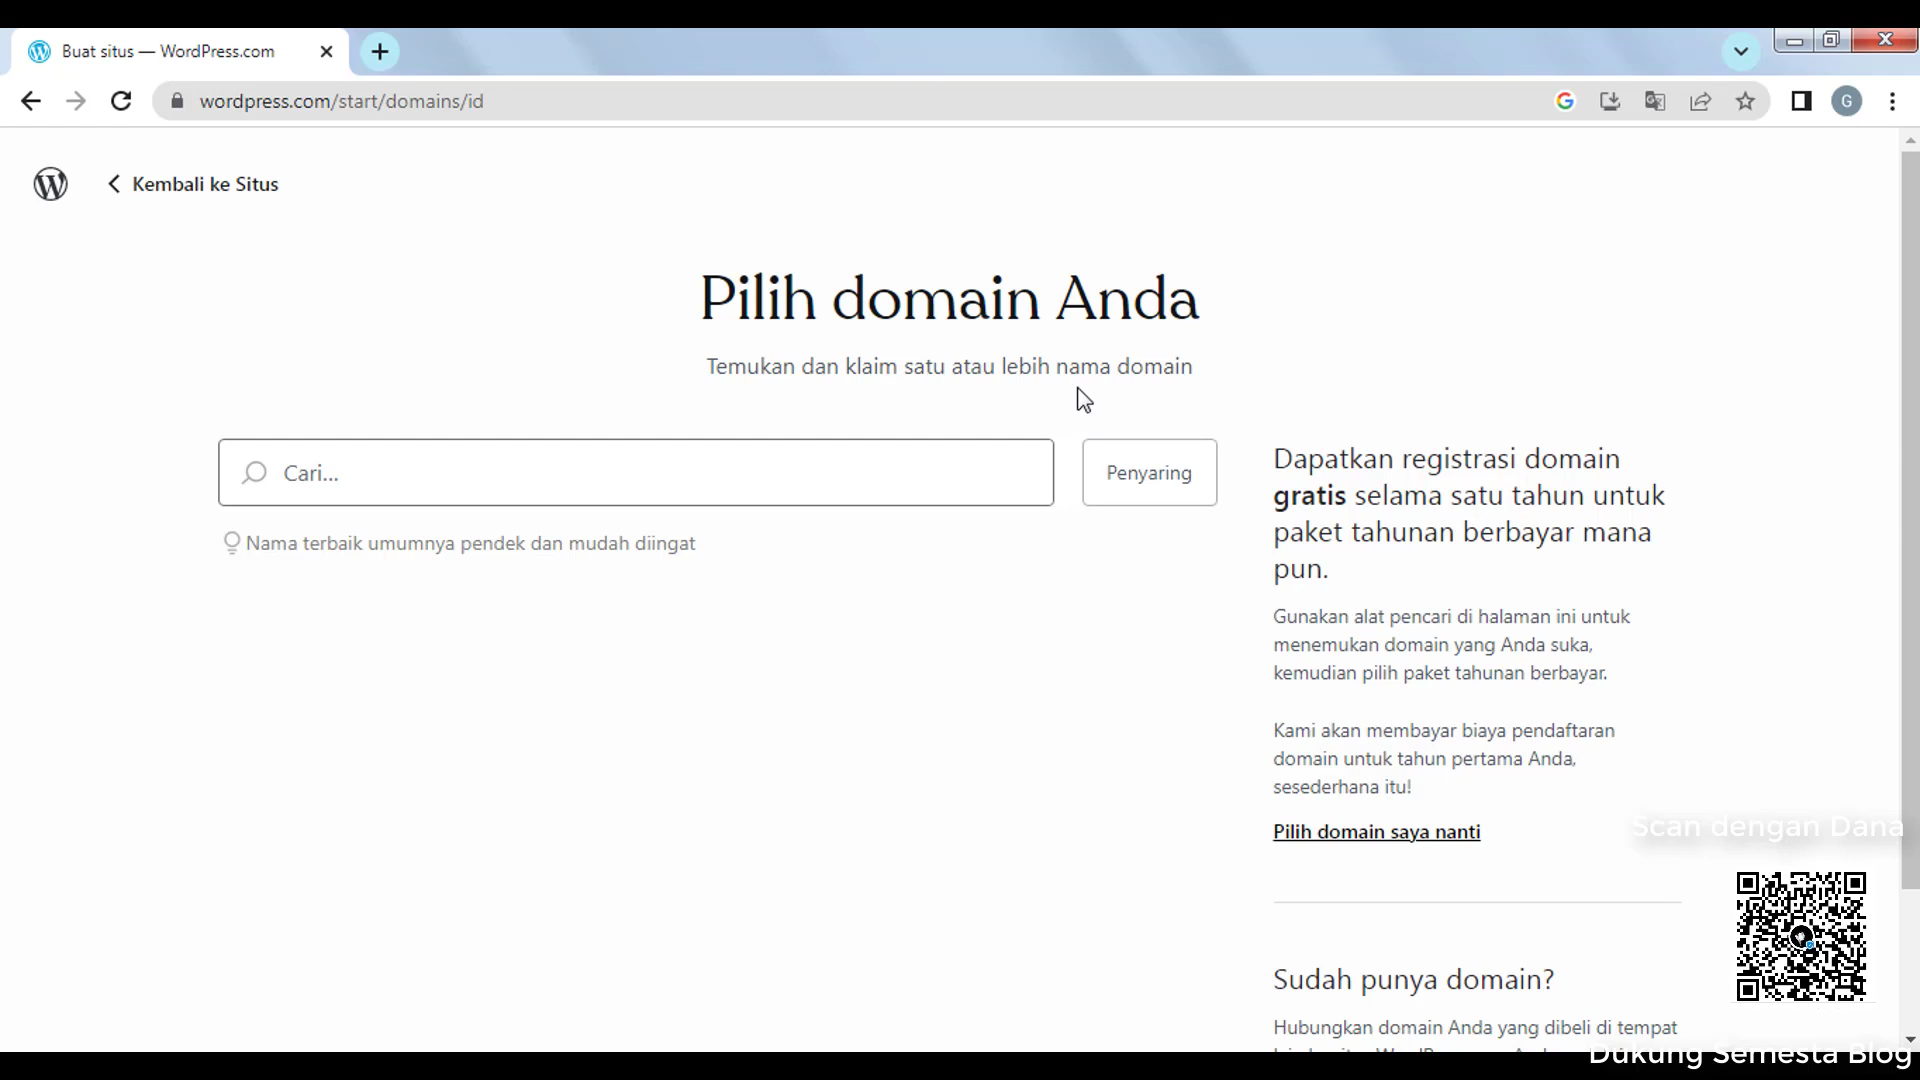 Buat situs — WordPress.com
wordpress.com/start/domains/id
G
Kembali ke Situs
Pilih domain Anda
Temukan dan klaim satu atau lebih nama domain
Cari...
Penyaring
Nama terbaik umumnya pendek dan mudah diingat
Dapatkan registrasi domain
gratis selama satu tahun untuk
paket tahunan berbayar mana
pun.
Gunakan alat pencari di halaman ini untuk
menemukan domain yang Anda suka,
kemudian pilih paket tahunan berbayar.
Kami akan membayar biaya pendaftaran
domain untuk tahun pertama Anda,
sesederhana itu!
Pilih domain saya nanti
Scan dengan Dana
Sudah punya domain?
Hubungkan domain Anda yang dibeli di tempat
Dukung Semesta Blog